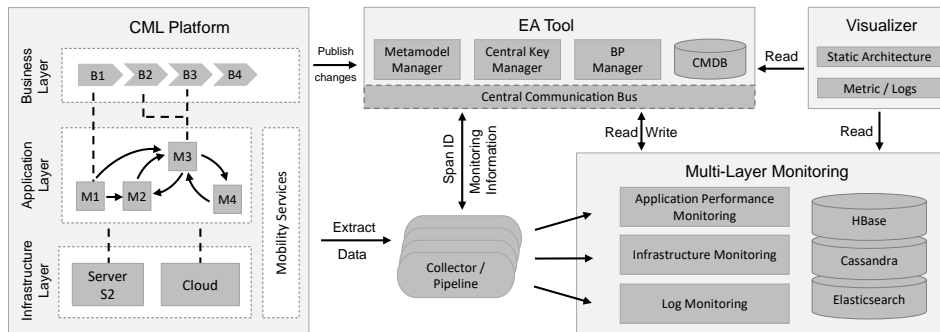 CML Platform
Business
Layer
B1
B2
B3
B4
Application
Layer
M1
M2
M3
M4
Mobility Services
Infrastructure
Layer
Server
S2
Cloud
Publish
changes
Extract
Data
EA Tool
Metamodel
Manager
Central Key
Manager
BP
Manager
CMDB
Central Communication Bus
Span ID
Monitoring
Information
Read
Write
Collector /
Pipeline
Read
Visualizer
Static Architecture
Metric / Logs
Read
Multi-Layer Monitoring
Application Performance
Monitoring
Infrastructure Monitoring
Log Monitoring
HBase
Cassandra
Elasticsearch